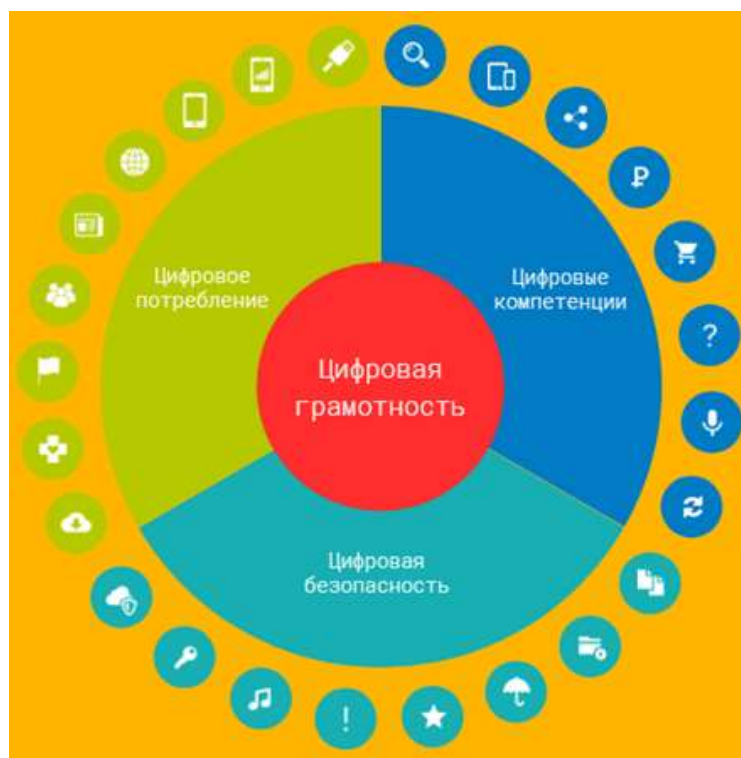 Цифровое
потребление
Цифровые
компетенции
Цифровая
грамотность
Цифровая
безопасность
₽
?
!